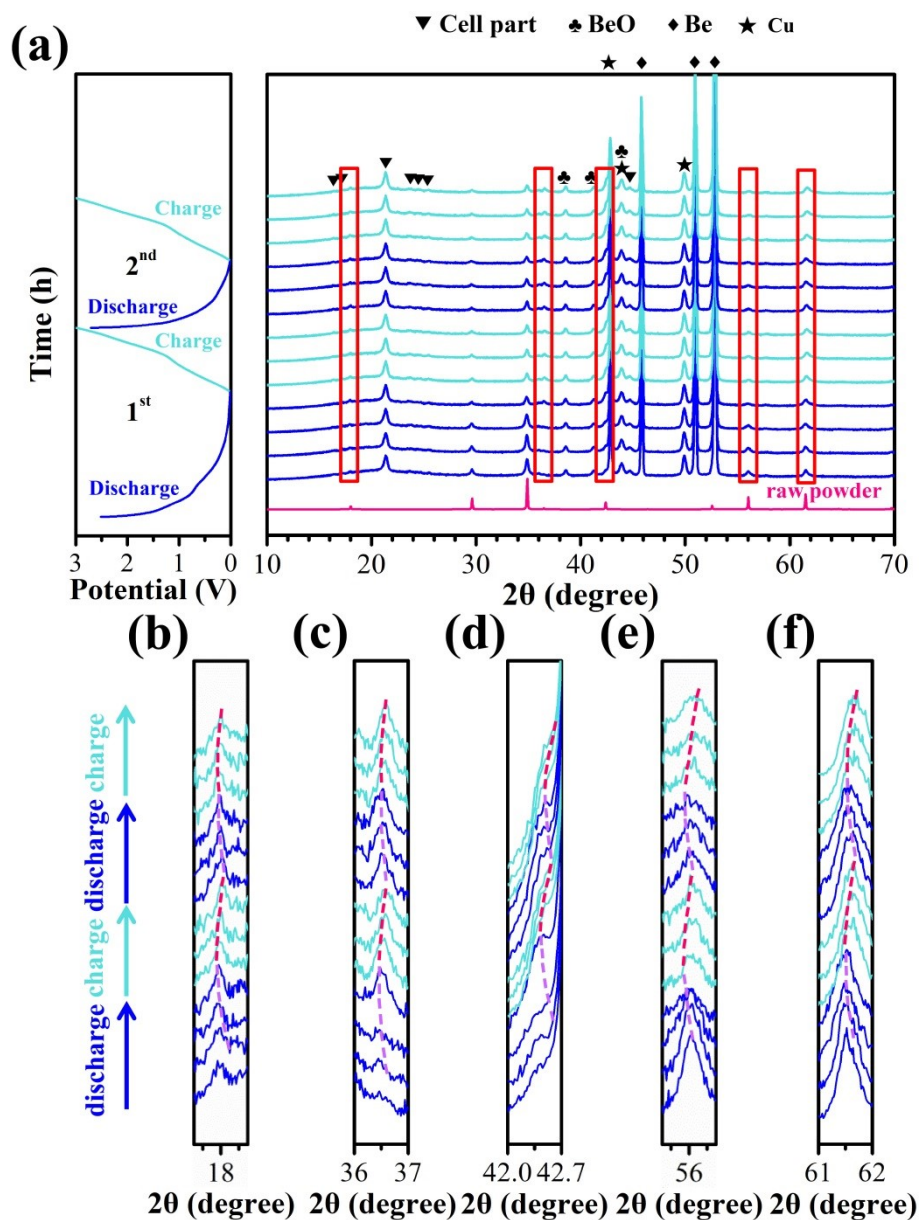 ▼ Cell part ♣ BeO ♦ Be ★ Cu
(a)
Time (h)
Charge
2nd
Discharge
Charge
1st
Discharge
raw powder
3 2 1 0
Potential (V)
10 20 30 40 50 60 70
2θ (degree)
(b) (c) (d) (e) (f)
discharge charge discharge charge
18
2θ (degree)
36 37
2θ (degree)
42.0 42.7
2θ (degree)
56
2θ (degree)
61 62
2θ (degree)